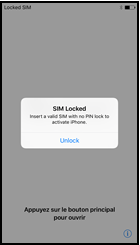 Locked SIM
SIM Locked
Insert a valid SIM with no PIN lock to
activate iPhone.
Unlock
Appuyez sur le bouton principal
pour ouvrir